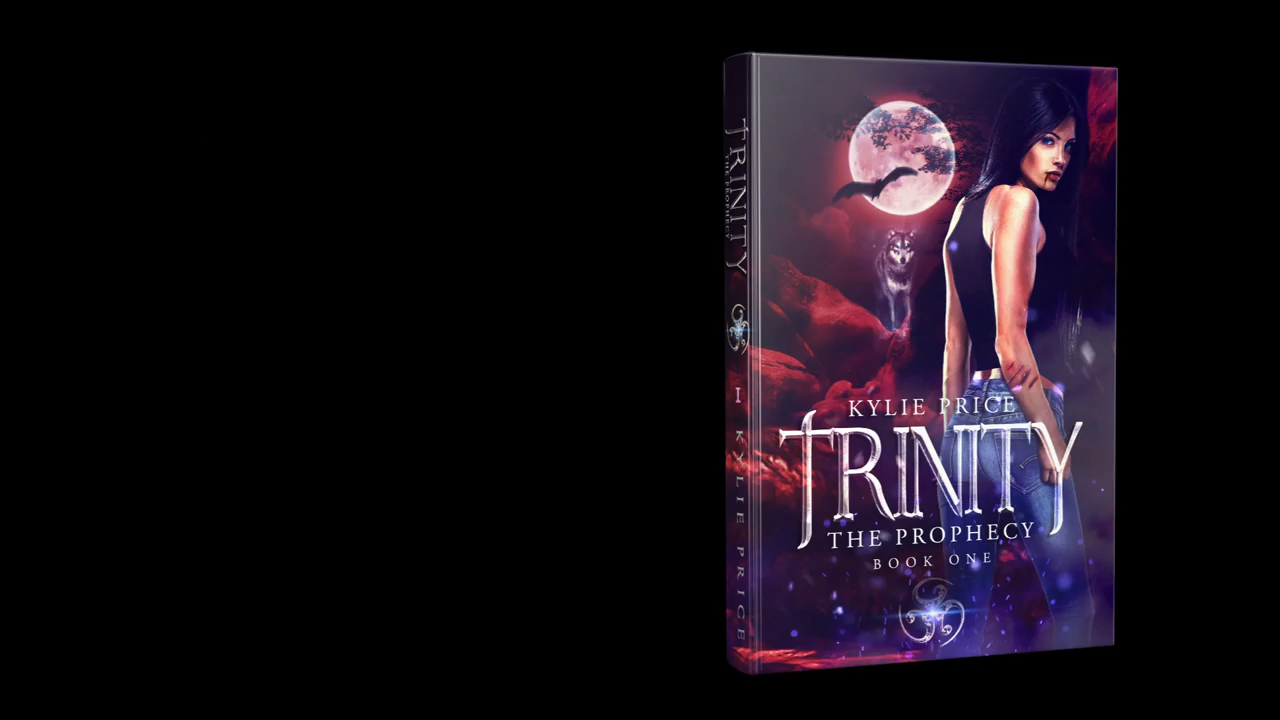 TRINITY
THE PROPHECY
I
KYLIE PRICE
KYLIE PRICE
TRINITY
THE PROPHECY
BOOK ONE